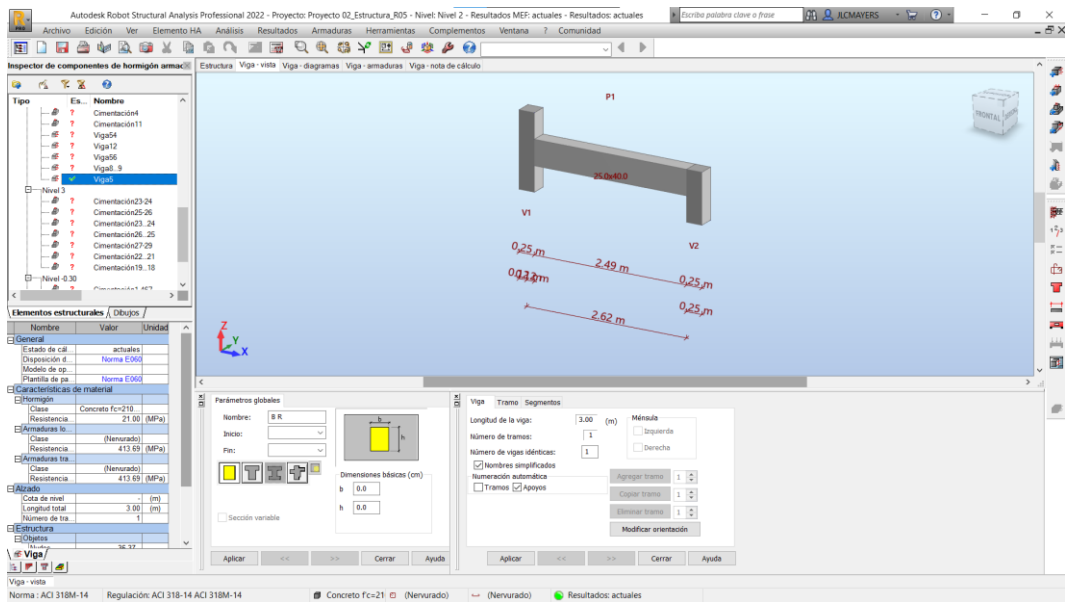 Autodesk Robot Structural Analysis Professional 2022 - Proyecto: Proyecto 02_Estructura_R05 - Nivel: Nivel 2 - Resultados MEF: actuales - Resultados: actuales
Escriba palabra clave o frase
JLCMAYERS
Archivo Edición Ver Elemento HA Análisis Resultados Armaduras Herramientas Complementos Ventana ? Comunidad
Inspector de componentes de hormigón armac
Estructura Viga - vista Viga - diagramas Viga - armaduras Viga - nota de cálculo
Tipo Es... Nombre
? Cimentación4
? Cimentación11
? Viga54
? Viga12
? Viga56
? Viga8...9
Viga5
Nivel 3
? Cimentación23-24
? Cimentación25-26
? Cimentación23...24
? Cimentación26...25
? Cimentación27-29
? Cimentación22...21
? Cimentación19...18
Nivel -0.30
Elementos estructurales Dibujos
P1
25.0x40.0
V1
V2
0,25 m
2.49 m
0,25 m
0,25 m
2.62 m
Z
Y
X
FRONTAL
Nombre Valor Unidad
General
Estado de cál... actuales
Disposición d... Norma E060
Modelo de op...
Plantilla de pa... Norma E060
Características de material
Hormigón
Clase Concreto fc=210...
Resistencia... 21.00 (MPa)
Armaduras lo...
Clase (Nervurado)
Resistencia... 413.69 (MPa)
Armaduras tra...
Clase (Nervurado)
Resistencia... 413.69 (MPa)
Alzado
Cota de nivel - (m)
Longitud total 3.00 (m)
Número de tra... 1
Estructura
Objetos
Viga
Parámetros globales
Nombre: B R
Inicio:
Fin:
b
h
Dimensiones básicas (cm)
b 0.0
h 0.0
Sección variable
Aplicar << >> Cerrar Ayuda
Viga Tramo Segmentos
Longitud de la viga: 3.00 (m)
Número de tramos: 1
Número de vigas idénticas: 1
Nombres simplificados
Numeración automática
Tramos Apoyos
Ménsula
Izquierda
Derecha
Agregar tramo 1
Copiar tramo 1
Eliminar tramo 1
Modificar orientación
Aplicar << >> Cerrar Ayuda
Viga - vista
Norma : ACI 318M-14 Regulación: ACI 318-14 ACI 318M-14 Concreto fc=21 (Nervurado) (Nervurado) Resultados: actuales